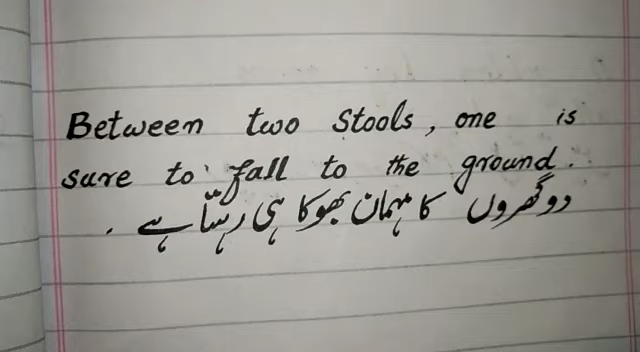 Between two Stools, one is
sure to fall to the ground.
دو گھروں کا مہمان بھوکا ہی رہتا ہے .